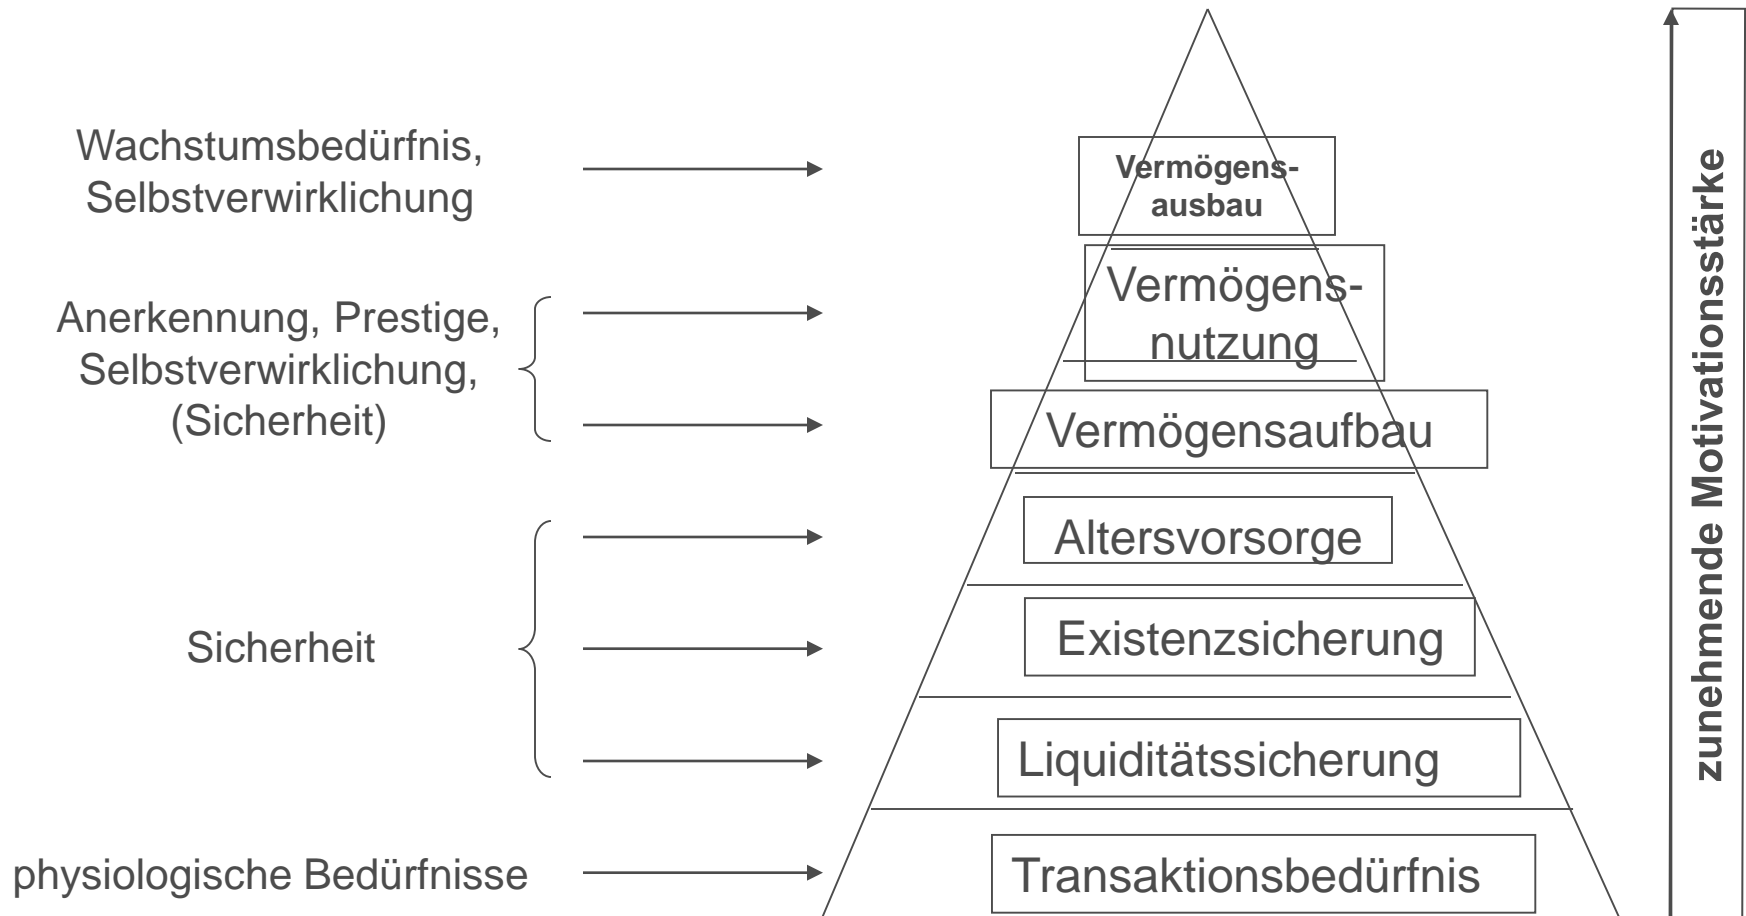 Wachstumsbedürfnis,
Selbstverwirklichung
Vermögens-
ausbau
Anerkennung, Prestige,
Selbstverwirklichung,
(Sicherheit)
Vermögens-
nutzung
Vermögensaufbau
Sicherheit
Altersvorsorge
Existenzsicherung
Liquiditätssicherung
physiologische Bedürfnisse
Transaktionsbedürfnis
zunehmende Motivationsstärke